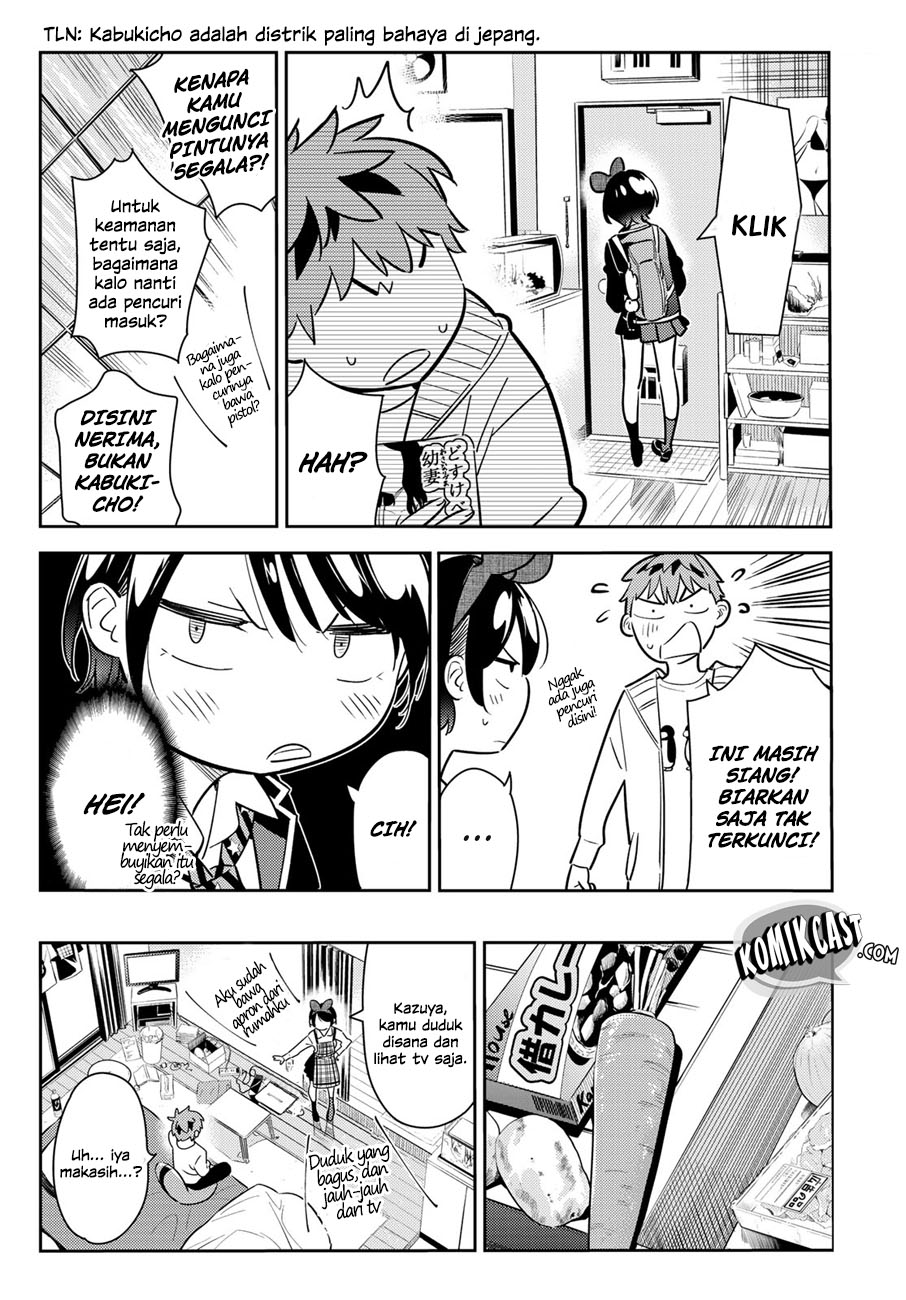 TLN: Kabukicho adalah distrik paling bahaya di jepang.
KLIK
HAH?
どすけべ
幼妻
KENAPA
KAMU
MENGUNCI
PINTUNYA
SEGALA?!
Untuk
keamanan
tentu saja,
bagaimana
kalo nanti
ada pencuri
masuk?
Bagaima-
na juga
kalo pen-
curinya
bawa
pistol?
DISINI
NERIMA,
BUKAN
KABUKI-
CHO!
INI MASIH
SIANG!
BIARKAN
SAJA TAK
TERKUNCI!
Nggak
ada juga
pencuri
disini!
...
CIH!
HEI!
Tak perlu
menyem-
buyikan itu
segala?
KOMIKCAST
.COM
House
借カレー
Kazuya,
kamu duduk
disana dan
lihat tv saja.
Aku sudah
bawa
apron dari
rumahku
Duduk yang
bagus, dan
jauh-jauh
dari tv
Uh... iya
makasih...?